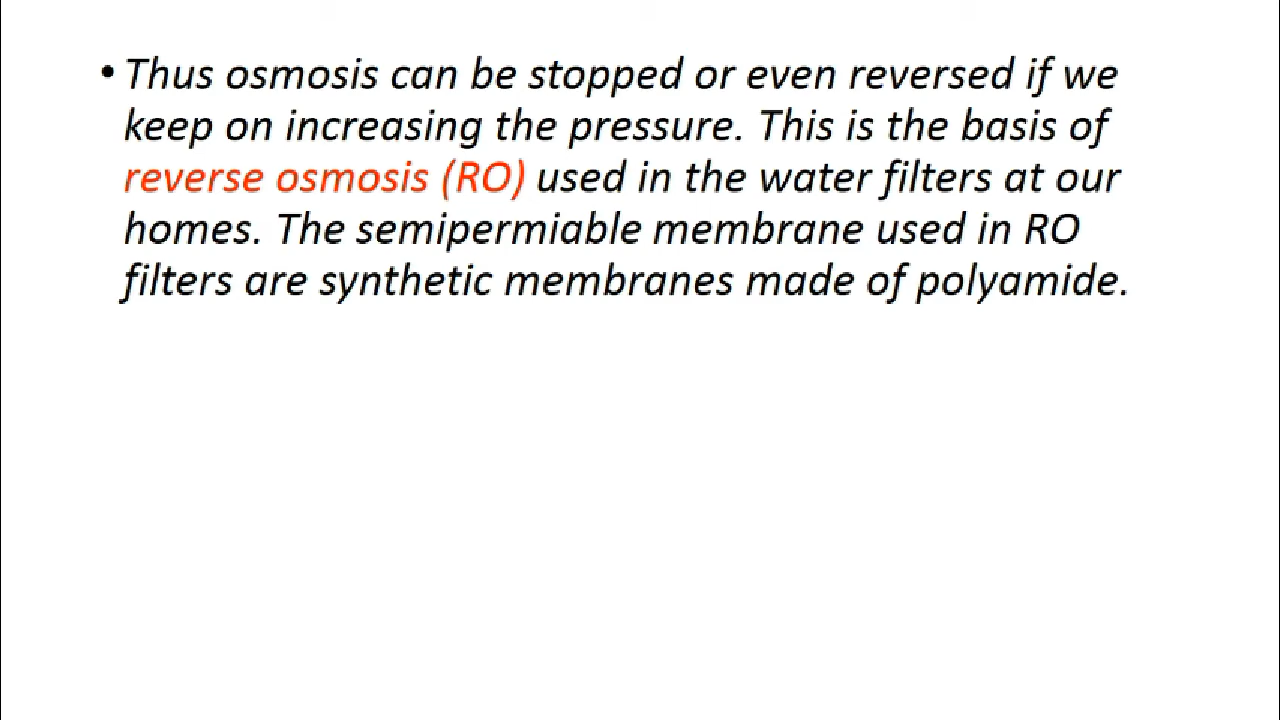 • Thus osmosis can be stopped or even reversed if we
keep on increasing the pressure. This is the basis of
reverse osmosis (RO) used in the water filters at our
homes. The semipermiable membrane used in RO
filters are synthetic membranes made of polyamide.